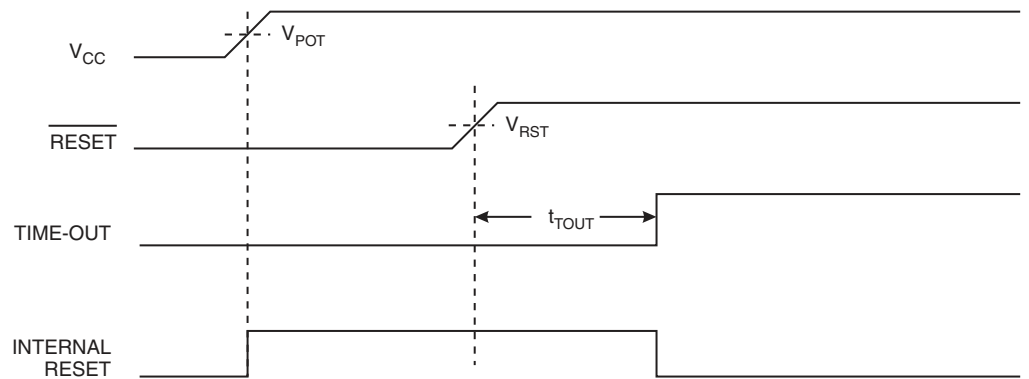 V_CC
V_POT
RESET
V_RST
TIME-OUT
t_TOUT
INTERNAL
RESET